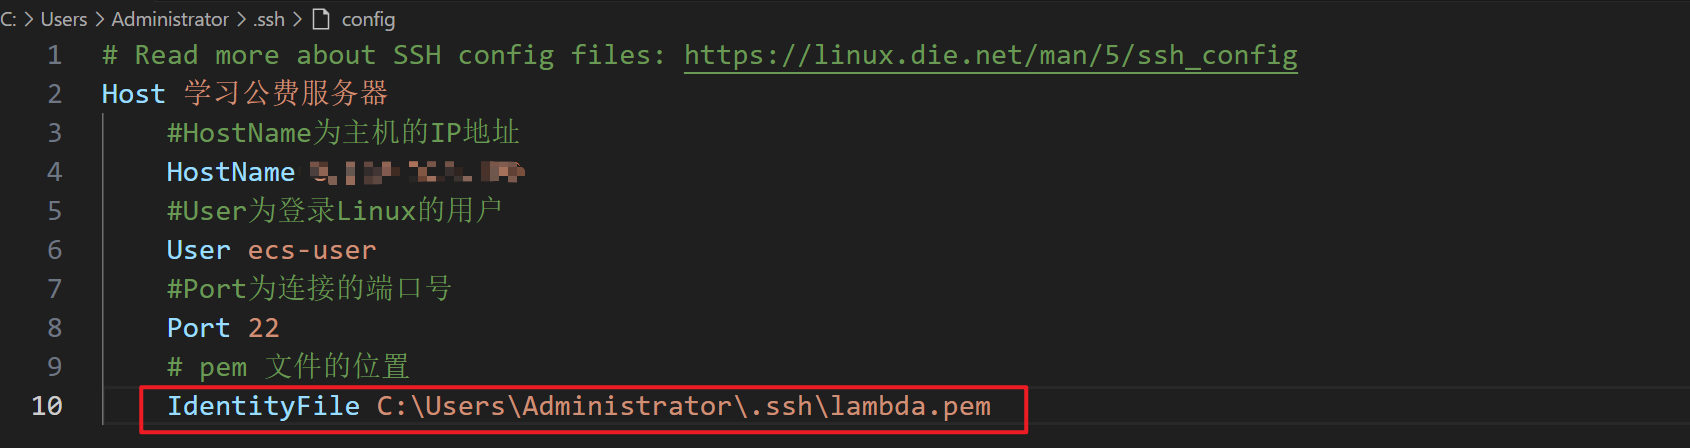 C: > Users > Administrator > .ssh > config
1 # Read more about SSH config files: https://linux.die.net/man/5/ssh_config
2 Host 学习公费服务器
3 #HostName为主机的IP地址
4 HostName
5 #User为登录Linux的用户
6 User ecs-user
7 #Port为连接的端口号
8 Port 22
9 # pem 文件的位置
10 IdentityFile C:\Users\Administrator\.ssh\lambda.pem